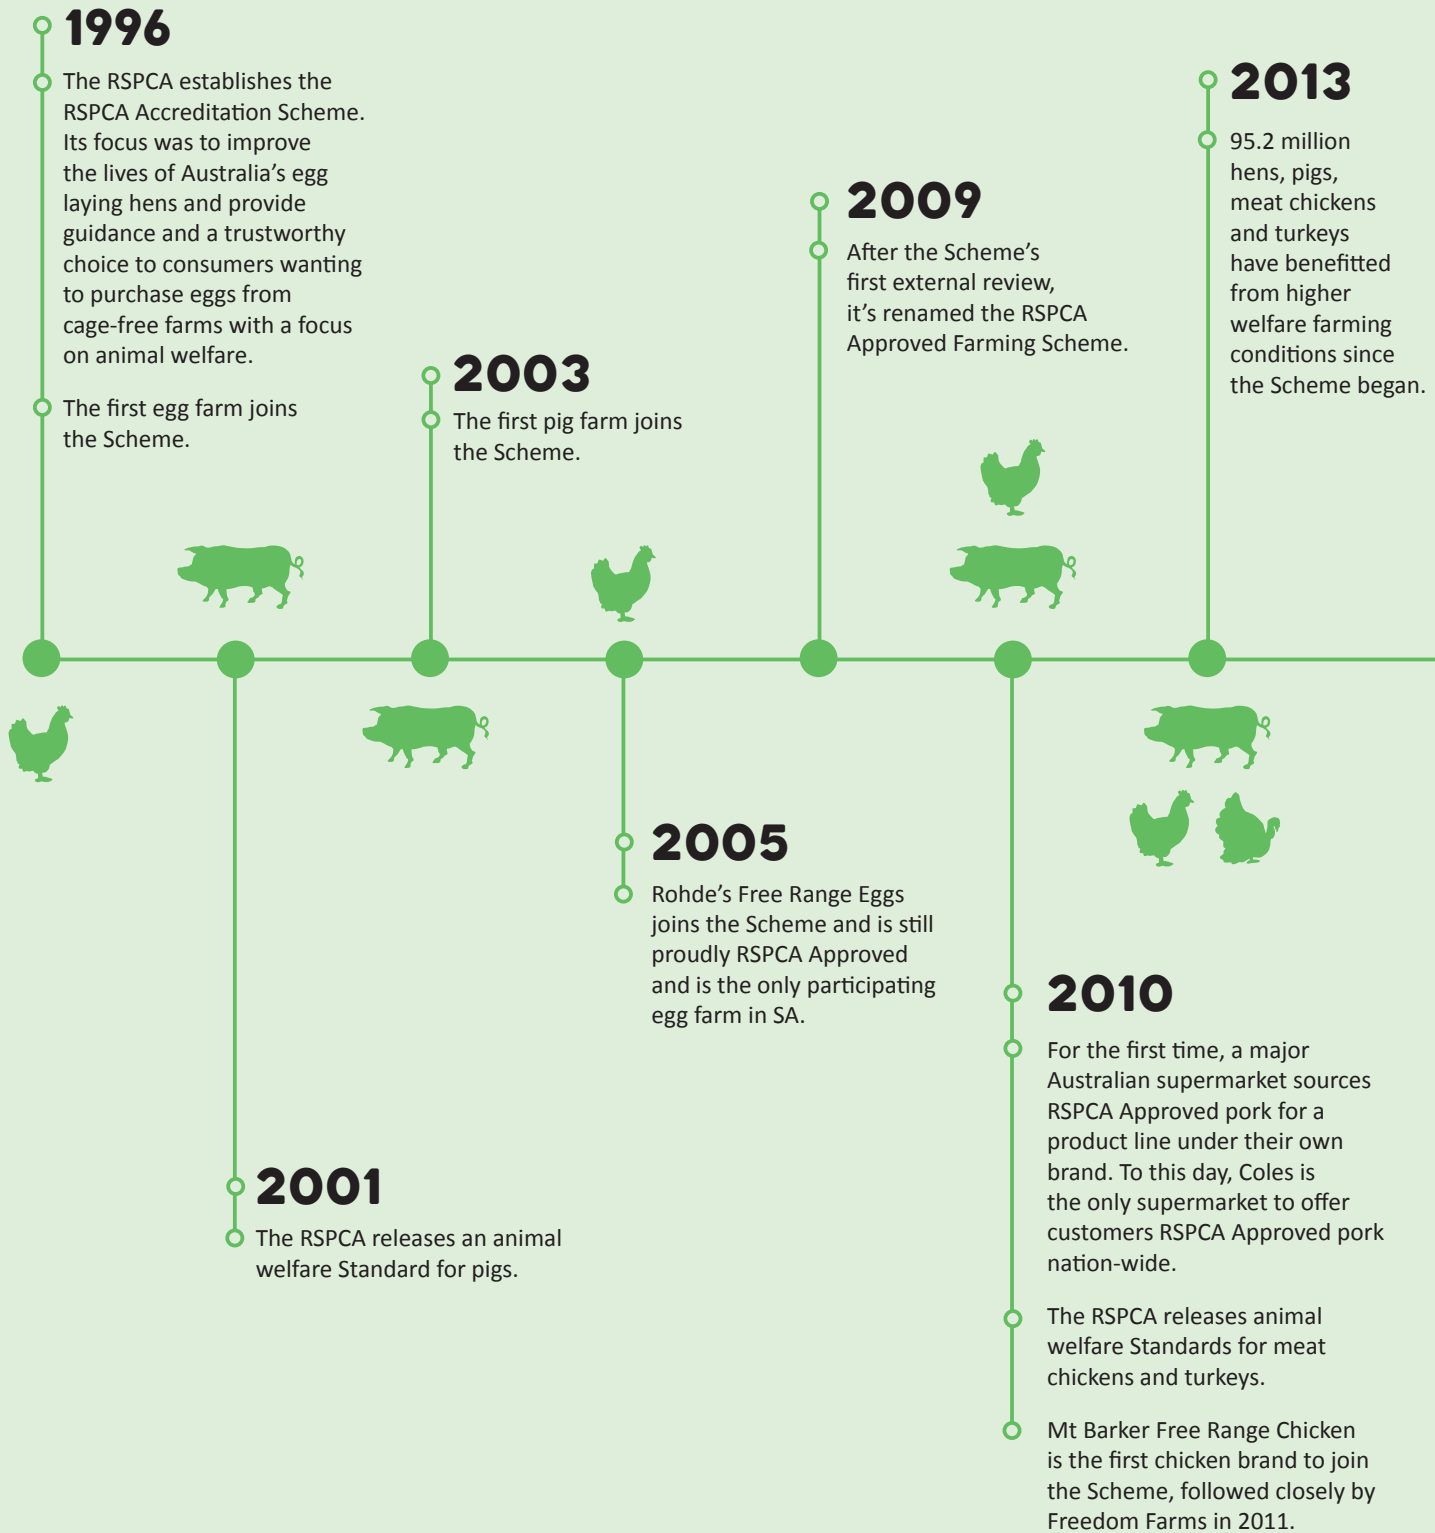 1996
The RSPCA establishes the
RSPCA Accreditation Scheme.
Its focus was to improve
the lives of Australia's egg
laying hens and provide
guidance and a trustworthy
choice to consumers wanting
to purchase eggs from
cage-free farms with a focus
on animal welfare.
The first egg farm joins
the Scheme.
2001
The RSPCA releases an animal
welfare Standard for pigs.
2003
The first pig farm joins
the Scheme.
2005
Rohde's Free Range Eggs
joins the Scheme and is still
proudly RSPCA Approved
and is the only participating
egg farm in SA.
2009
After the Scheme's
first external review,
it's renamed the RSPCA
Approved Farming Scheme.
2010
For the first time, a major
Australian supermarket sources
RSPCA Approved pork for a
product line under their own
brand. To this day, Coles is
the only supermarket to offer
customers RSPCA Approved pork
nation-wide.
The RSPCA releases animal
welfare Standards for meat
chickens and turkeys.
Mt Barker Free Range Chicken
is the first chicken brand to join
the Scheme, followed closely by
Freedom Farms in 2011.
2013
95.2 million
hens, pigs,
meat chickens
and turkeys
have benefitted
from higher
welfare farming
conditions since
the Scheme began.